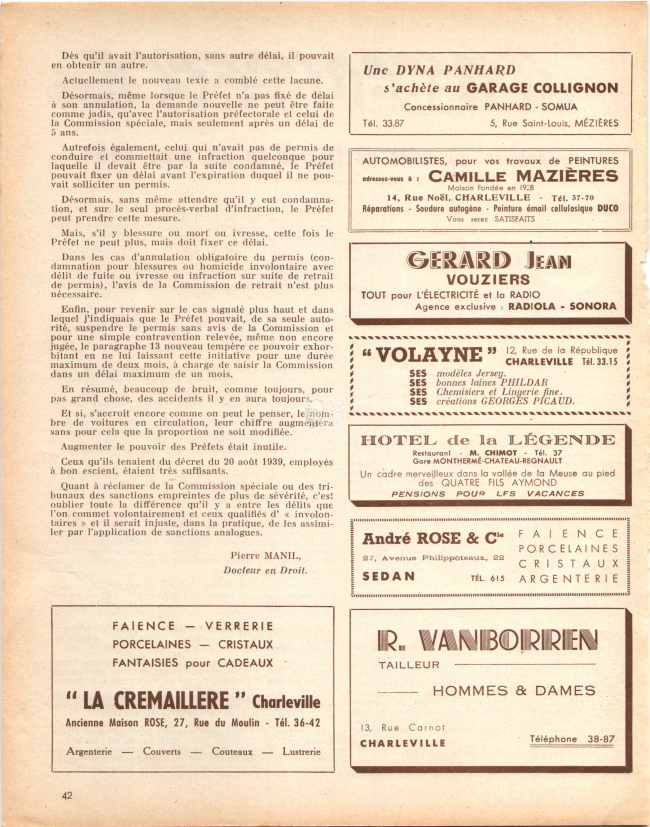 Dès qu'il avait l'autorisation, sans autre délai, il pouvait
en obtenir un autre.
Actuellement le nouveau texte a comblé cette lacune.
Désormais, même lorsque le Préfet n'a pas fixé de délai
à son annulation, la demande nouvelle ne peut être faite
comme jadis, qu'avec l'autorisation préfectorale et celui de
la Commission spéciale, mais seulement après un délai de
5 ans.
Autrefois également, celui qui n'avait pas de permis de
conduire et commettait une infraction quelconque pour
laquelle il devait être par la suite condamné, le Préfet
pouvait fixer un délai avant l'expiration duquel il ne pou-
vait solliciter un permis.
Désormais, sans même attendre qu'il y eut condamna-
tion, et sur le seul procès-verbal d'infraction, le Préfet
peut prendre cette mesure.
Mais, s'il y blessure ou mort ou ivresse, cette fois le
Préfet ne peut plus, mais doit fixer ce délai.
Dans les cas d'annulation obligatoire du permis (con-
damnation pour blessures ou homicide involontaire avec
délit de fuite ou ivresse ou infraction sur suite de retrait
de permis), l'avis de la Commission de retrait n'est plus
nécessaire.
Enfin, pour revenir sur le cas signalé plus haut et dans
lequel j'indiquais que le Préfet pouvait, de sa seule auto-
rité, suspendre le permis sans avis de la Commission et
pour une simple contravention relevée, même non encore
jugée, le paragraphe 13 nouveau tempère ce pouvoir exhor-
bitant en ne lui laissant cette initiative pour une durée
maximum de deux mois, à charge de saisir la Commission
dans un délai maximum de un mois.
En résumé, beaucoup de bruit, comme toujours, pour
pas grand chose, des accidents il y en aura toujours.
Et si, s'accroît encore comme on peut le penser, le nom-
bre de voitures en circulation, leur chiffre augmentera
sans pour cela que la proportion ne soit modifiée.
Augmenter le pouvoir des Préfets était inutile.
Ceux qu'ils tenaient du décret du 20 août 1939, employés
à bon escient, étaient très suffisants.
Quant à réclamer de la Commission spéciale ou des tri-
bunaux des sanctions empreintes de plus de sévérité, c'est
oublier toute la différence qu'il y a entre les délits que
l'on commet volontairement et ceux qualifiés d' « involon-
taires » et il serait injuste, dans la pratique, de les assimi-
ler par l'application de sanctions analogues.
Pierre MANIL,
Docteur en Droit.
FAIENCE — VERRERIE
PORCELAINES — CRISTAUX
FANTAISIES pour CADEAUX
" LA CREMAILLERE " Charleville
Ancienne Maison ROSE, 27, Rue du Moulin - Tél. 36-42
Argenterie — Couverts — Couteaux — Lustrerie
42
Une DYNA PANHARD
s'achète au GARAGE COLLIGNON
Concessionnaire PANHARD - SOMUA
Tél. 33.87 5, Rue Saint-Louis, MÉZIÈRES
AUTOMOBILISTES, pour vos travaux de PEINTURES
adressez-vous à : CAMILLE MAZIÈRES
Maison Fondée en 1928
14, Rue Noël, CHARLEVILLE - Tél. 37-70
Réparations - Soudure autogène - Peinture émail cellulosique DUCO
Vous serez SATISFAITS
GÉRARD JEAN
VOUZIERS
TOUT pour L'ÉLECTRICITÉ et la RADIO
Agence exclusive : RADIOLA - SONORA
" VOLAYNE " 12, Rue de la République
CHARLEVILLE Tél. 33.15
SES modèles Jersey.
SES bonnes laines PHILDAR
SES Chemisiers et Lingerie fine.
SES créations GEORGES PICAUD.
HOTEL de la LÉGENDE
Restaurant - M. CHIMOT - Tél. 37
Gare MONTHERMÉ-CHATEAU-REGNAULT
Un cadre merveilleux dans la vallée de la Meuse au pied
des QUATRE FILS AYMOND
PENSIONS POUR LES VACANCES
André ROSE & Cie
22, Avenue Philippoteaux, 22
SEDAN TÉL. 615
FAIENCE
PORCELAINES
CRISTAUX
ARGENTERIE
R. VANBORREN
TAILLEUR
HOMMES & DAMES
13, Rue Carnot
CHARLEVILLE
Téléphone 38-87